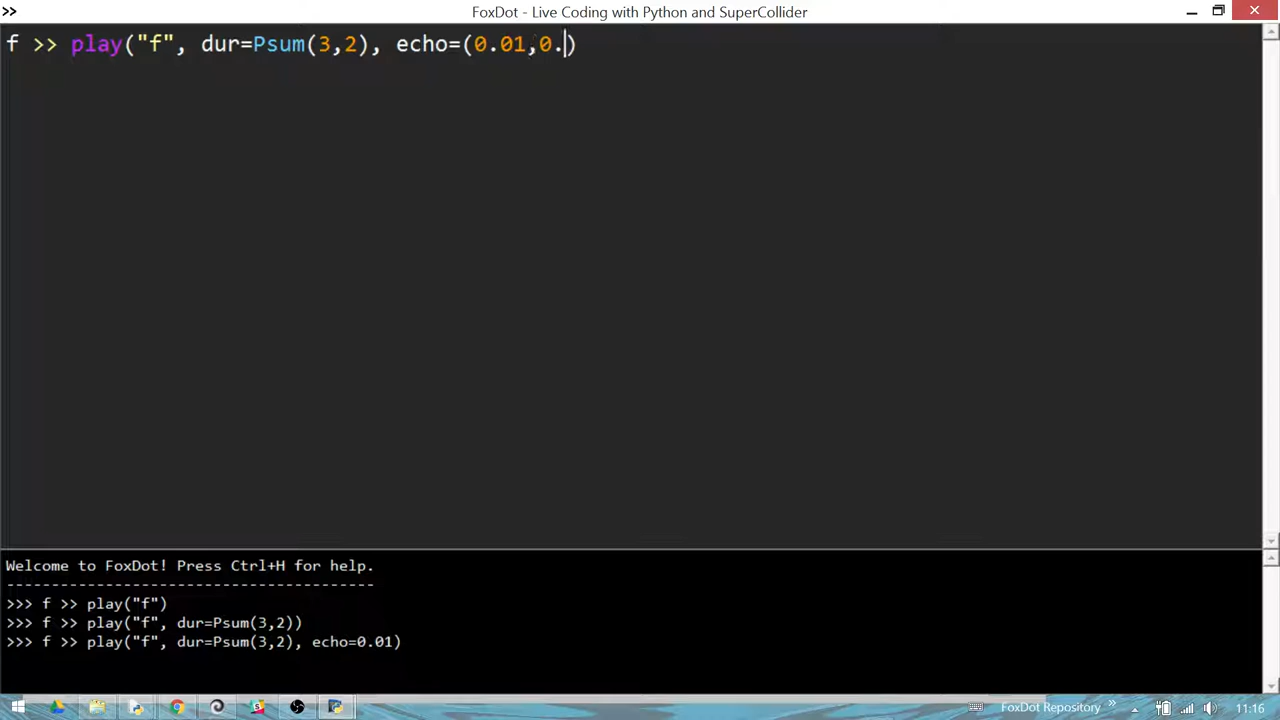 FoxDot - Live Coding with Python and SuperCollider
f >> play("f", dur=Psum(3,2), echo=(0.01,0.)
Welcome to FoxDot! Press Ctrl+H for help.
-----------------------------------------
>>> f >> play("f")
>>> f >> play("f", dur=Psum(3,2))
>>> f >> play("f", dur=Psum(3,2), echo=0.01)
FoxDot Repository
11:16